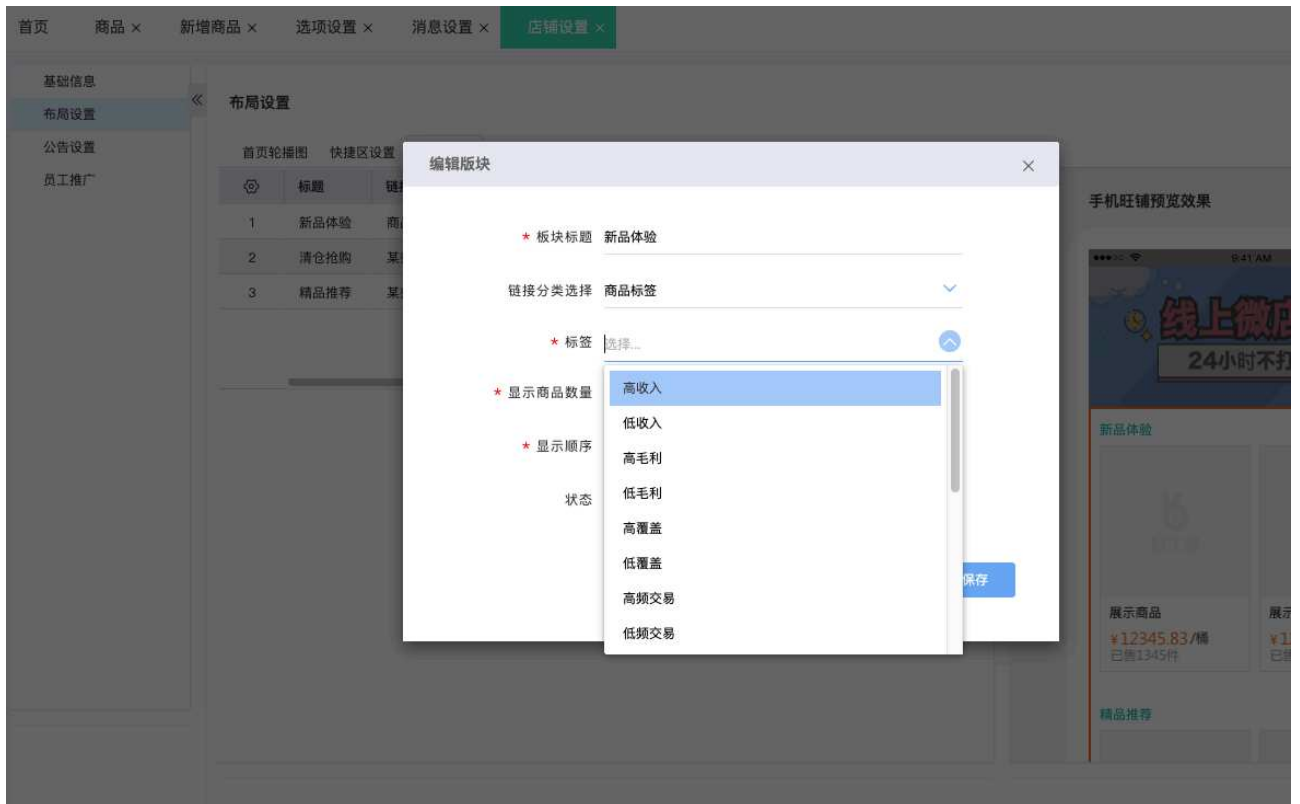 首页 商品 × 新增商品 × 选项设置 × 消息设置 × 店铺设置 ×
基础信息
布局设置
公告设置
员工推广
布局设置
首页轮播图 快捷区设置
标题
1 新品体验
2 清仓抢购
3 精品推荐
编辑版块
* 板块标题 新品体验
链接分类选择 商品标签
* 标签 选择...
* 显示商品数量
* 显示顺序
状态
高收入
低收入
高毛利
低毛利
高覆盖
低覆盖
高频交易
低频交易
保存
手机旺铺预览效果
9:41 AM
线上微店
24小时不打
新品体验
展示商品
¥12345.83/桶
已售1345件
精品推荐